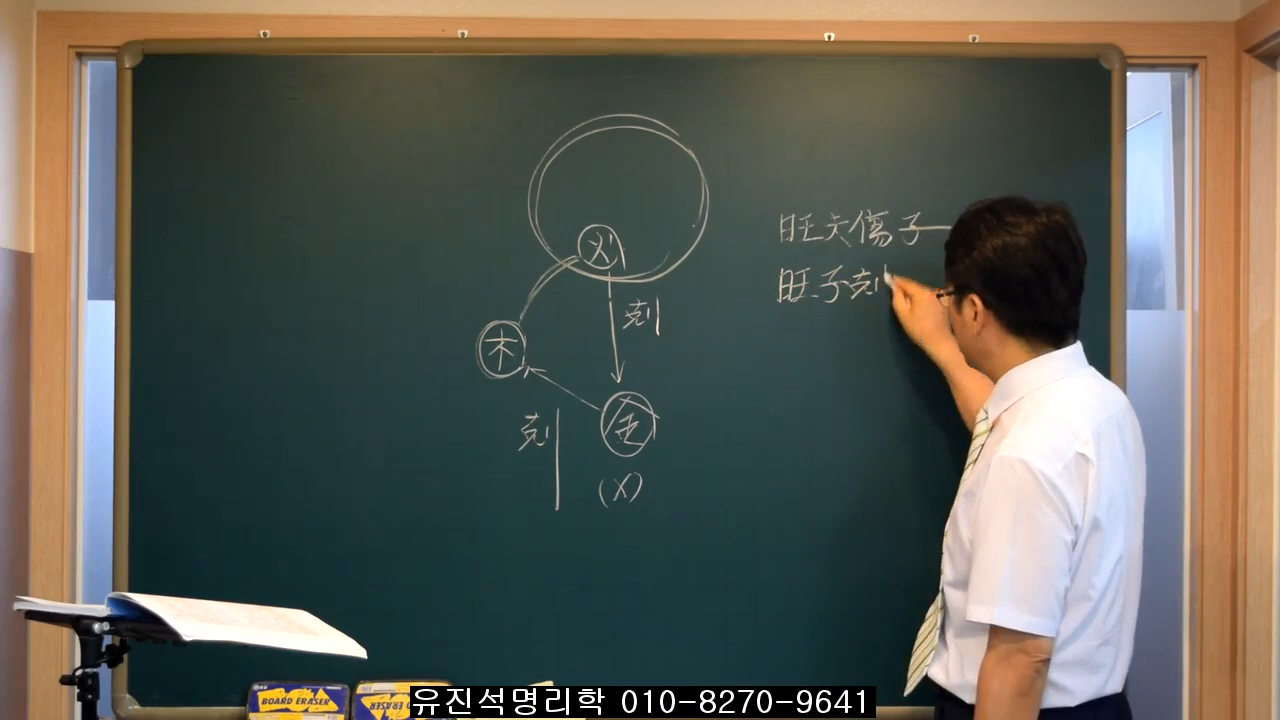 火
旺火傷子
旺子剋
剋
木
金
剋
(X)
BOARD ERASER
BOARD ERASER
유진석명리학 010-8270-9641